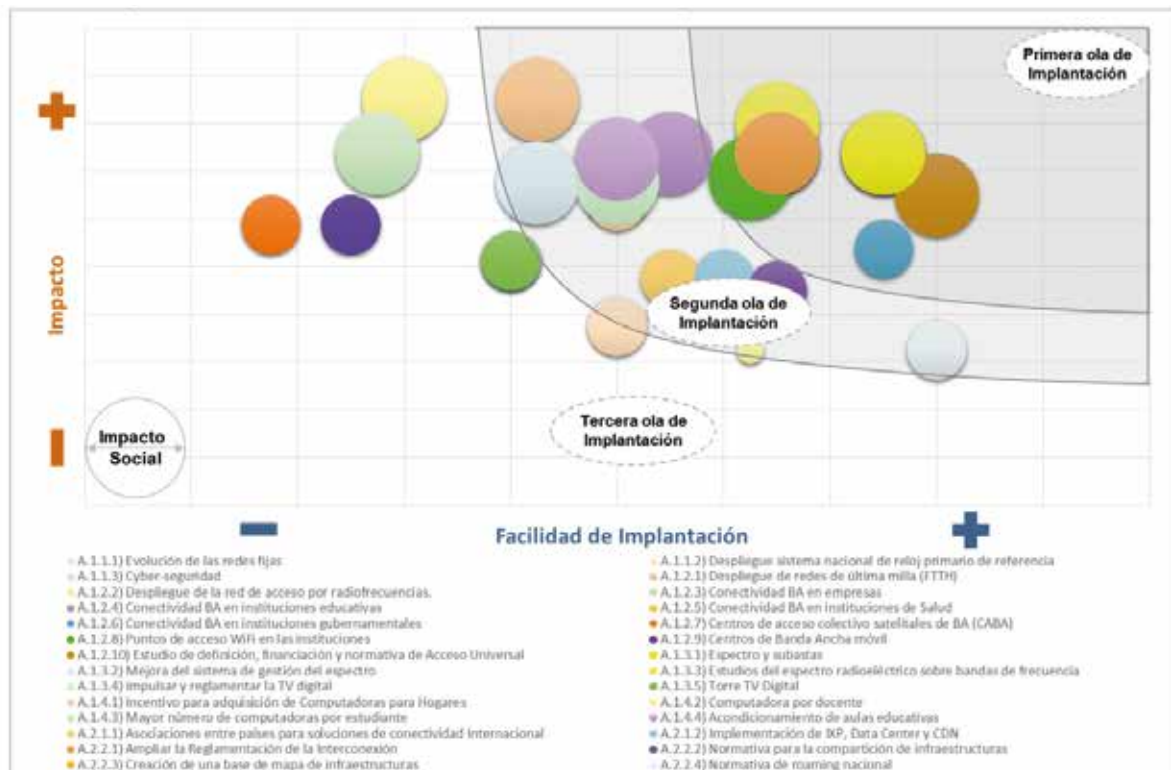 Primera ola de
Implantación
Impacto
Segunda ola de
Implantación
Tercera ola de
Implantación
Impacto
Social
Facilidad de Implantación
A.1.1.1) Evolución de las redes fijas
A.1.1.3) Cyber-seguridad
A.1.2.2) Despliegue de la red de acceso por radiofrecuencias.
A.1.2.4) Conectividad BA en instituciones educativas
A.1.2.6) Conectividad BA en instituciones gubernamentales
A.1.2.8) Puntos de acceso WiFi en las instituciones
A.1.2.10) Estudio de definición, financiación y normativa de Acceso Universal
A.1.3.2) Mejora del sistema de gestión del espectro
A.1.3.4) Impulsar y reglamentar la TV digital
A.1.4.1) Incentivo para adquisición de Computadoras para Hogares
A.1.4.3) Mayor número de computadoras por estudiante
A.2.1.1) Asociaciones entre países para soluciones de conectividad Internacional
A.2.2.1) Ampliar la Reglamentación de la Interconexión
A.2.2.3) Creación de una base de mapa de infraestructuras
A.1.1.2) Despliegue sistema nacional de reloj primario de referencia
A.1.2.1) Despliegue de redes de última milla (FTTH)
A.1.2.3) Conectividad BA en empresas
A.1.2.5) Conectividad BA en instituciones de Salud
A.1.2.7) Centros de acceso colectivo satelitales de BA (CABA)
A.1.2.9) Centros de Banda Ancha móvil
A.1.3.1) Espectro y subastas
A.1.3.3) Estudios del espectro radioeléctrico sobre bandas de frecuencia
A.1.3.5) Torre TV Digital
A.1.4.2) Computadora por docente
A.1.4.4) Acondicionamiento de aulas educativas
A.2.1.2) Implementación de IXP, Data Center y CDN
A.2.2.2) Normativa para la compartición de infraestructuras
A.2.2.4) Normativa de roaming nacional